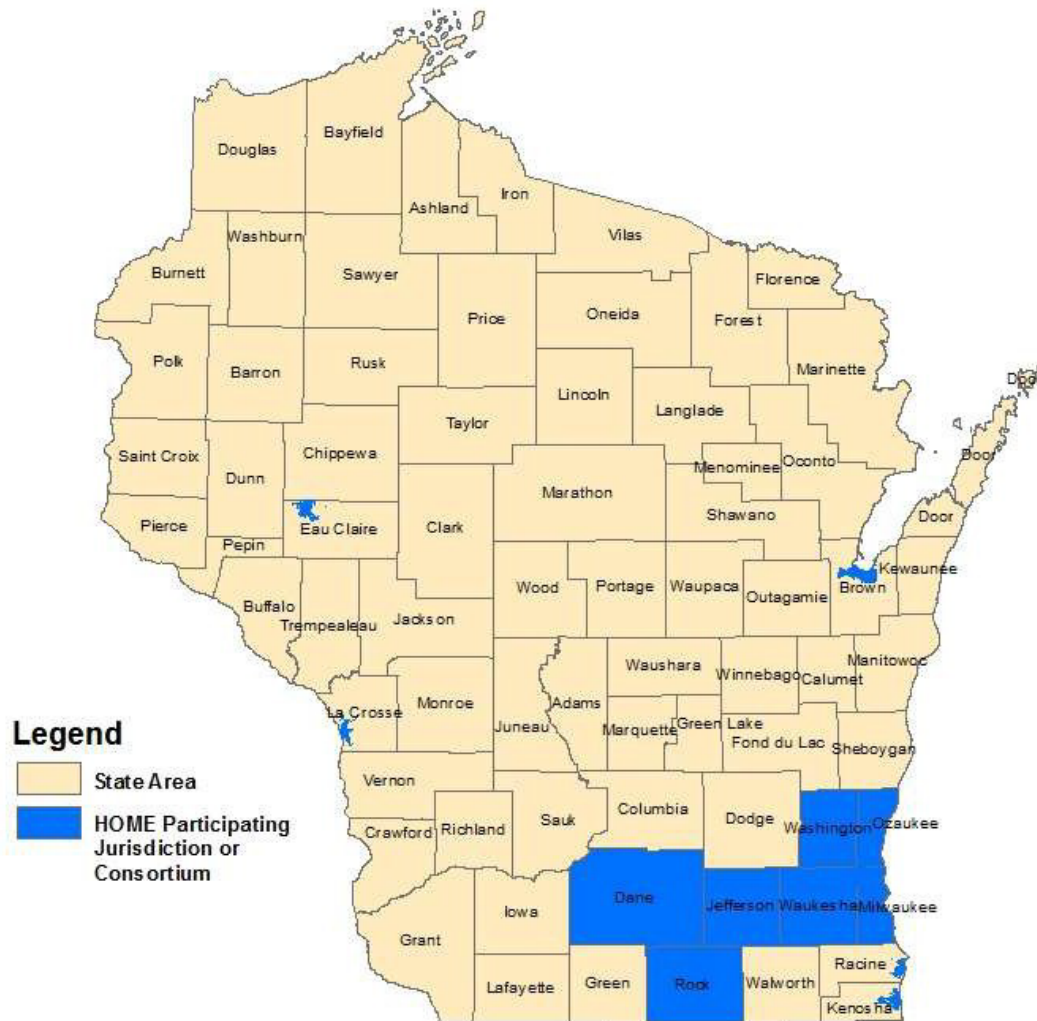 Bayfield
Douglas
Iron
Ashland
Washburn
Vilas
Burnett
Sawyer
Florence
Price
Oneida
Forest
Polk
Barron
Rusk
Marinette
Door
Lincoln
Langlade
Taylor
Saint Croix
Chippewa
Dunn
Menominee
Oconto
Door
Marathon
Shawano
Door
Pierce
Eau Claire
Clark
Pepin
Kewaunee
Wood
Portage
Waupaca
Outagamie
Brown
Buffalo
Trempealeau
Jackson
Waushara
Winnebago
Manitowoc
Calumet
La Crosse
Monroe
Juneau
Adams
Marquette
Green Lake
Fond du Lac
Sheboygan
Legend
State Area
HOME Participating
Jurisdiction or
Consortium
Vernon
Columbia
Sauk
Dodge
Crawford
Richland
Washington
Ozaukee
Dane
Jefferson
Waukesha
Milwaukee
Iowa
Grant
Lafayette
Green
Rock
Walworth
Racine
Kenosha